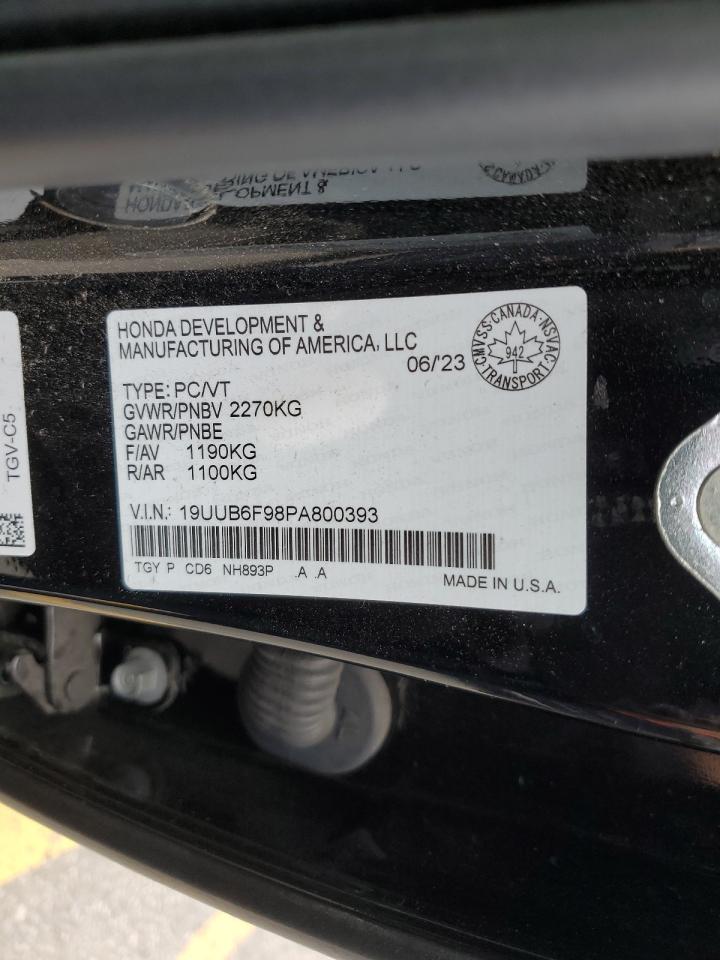 HONDA DEVELOPMENT &
MANUFACTURING OF AMERICA, LLC
06/'23
CMVSS·CANADA·NSVAC
942
TRANSPORT
TYPE: PC/VT
GVWR/PNBV 2270KG
GAWR/PNBE
F/AV 1190KG
R/AR 1100KG
V.I.N.: 19UUB6F98PA800393
TGY P CD6 NH893P .A .A
MADE IN U.S.A.
TGV-C5